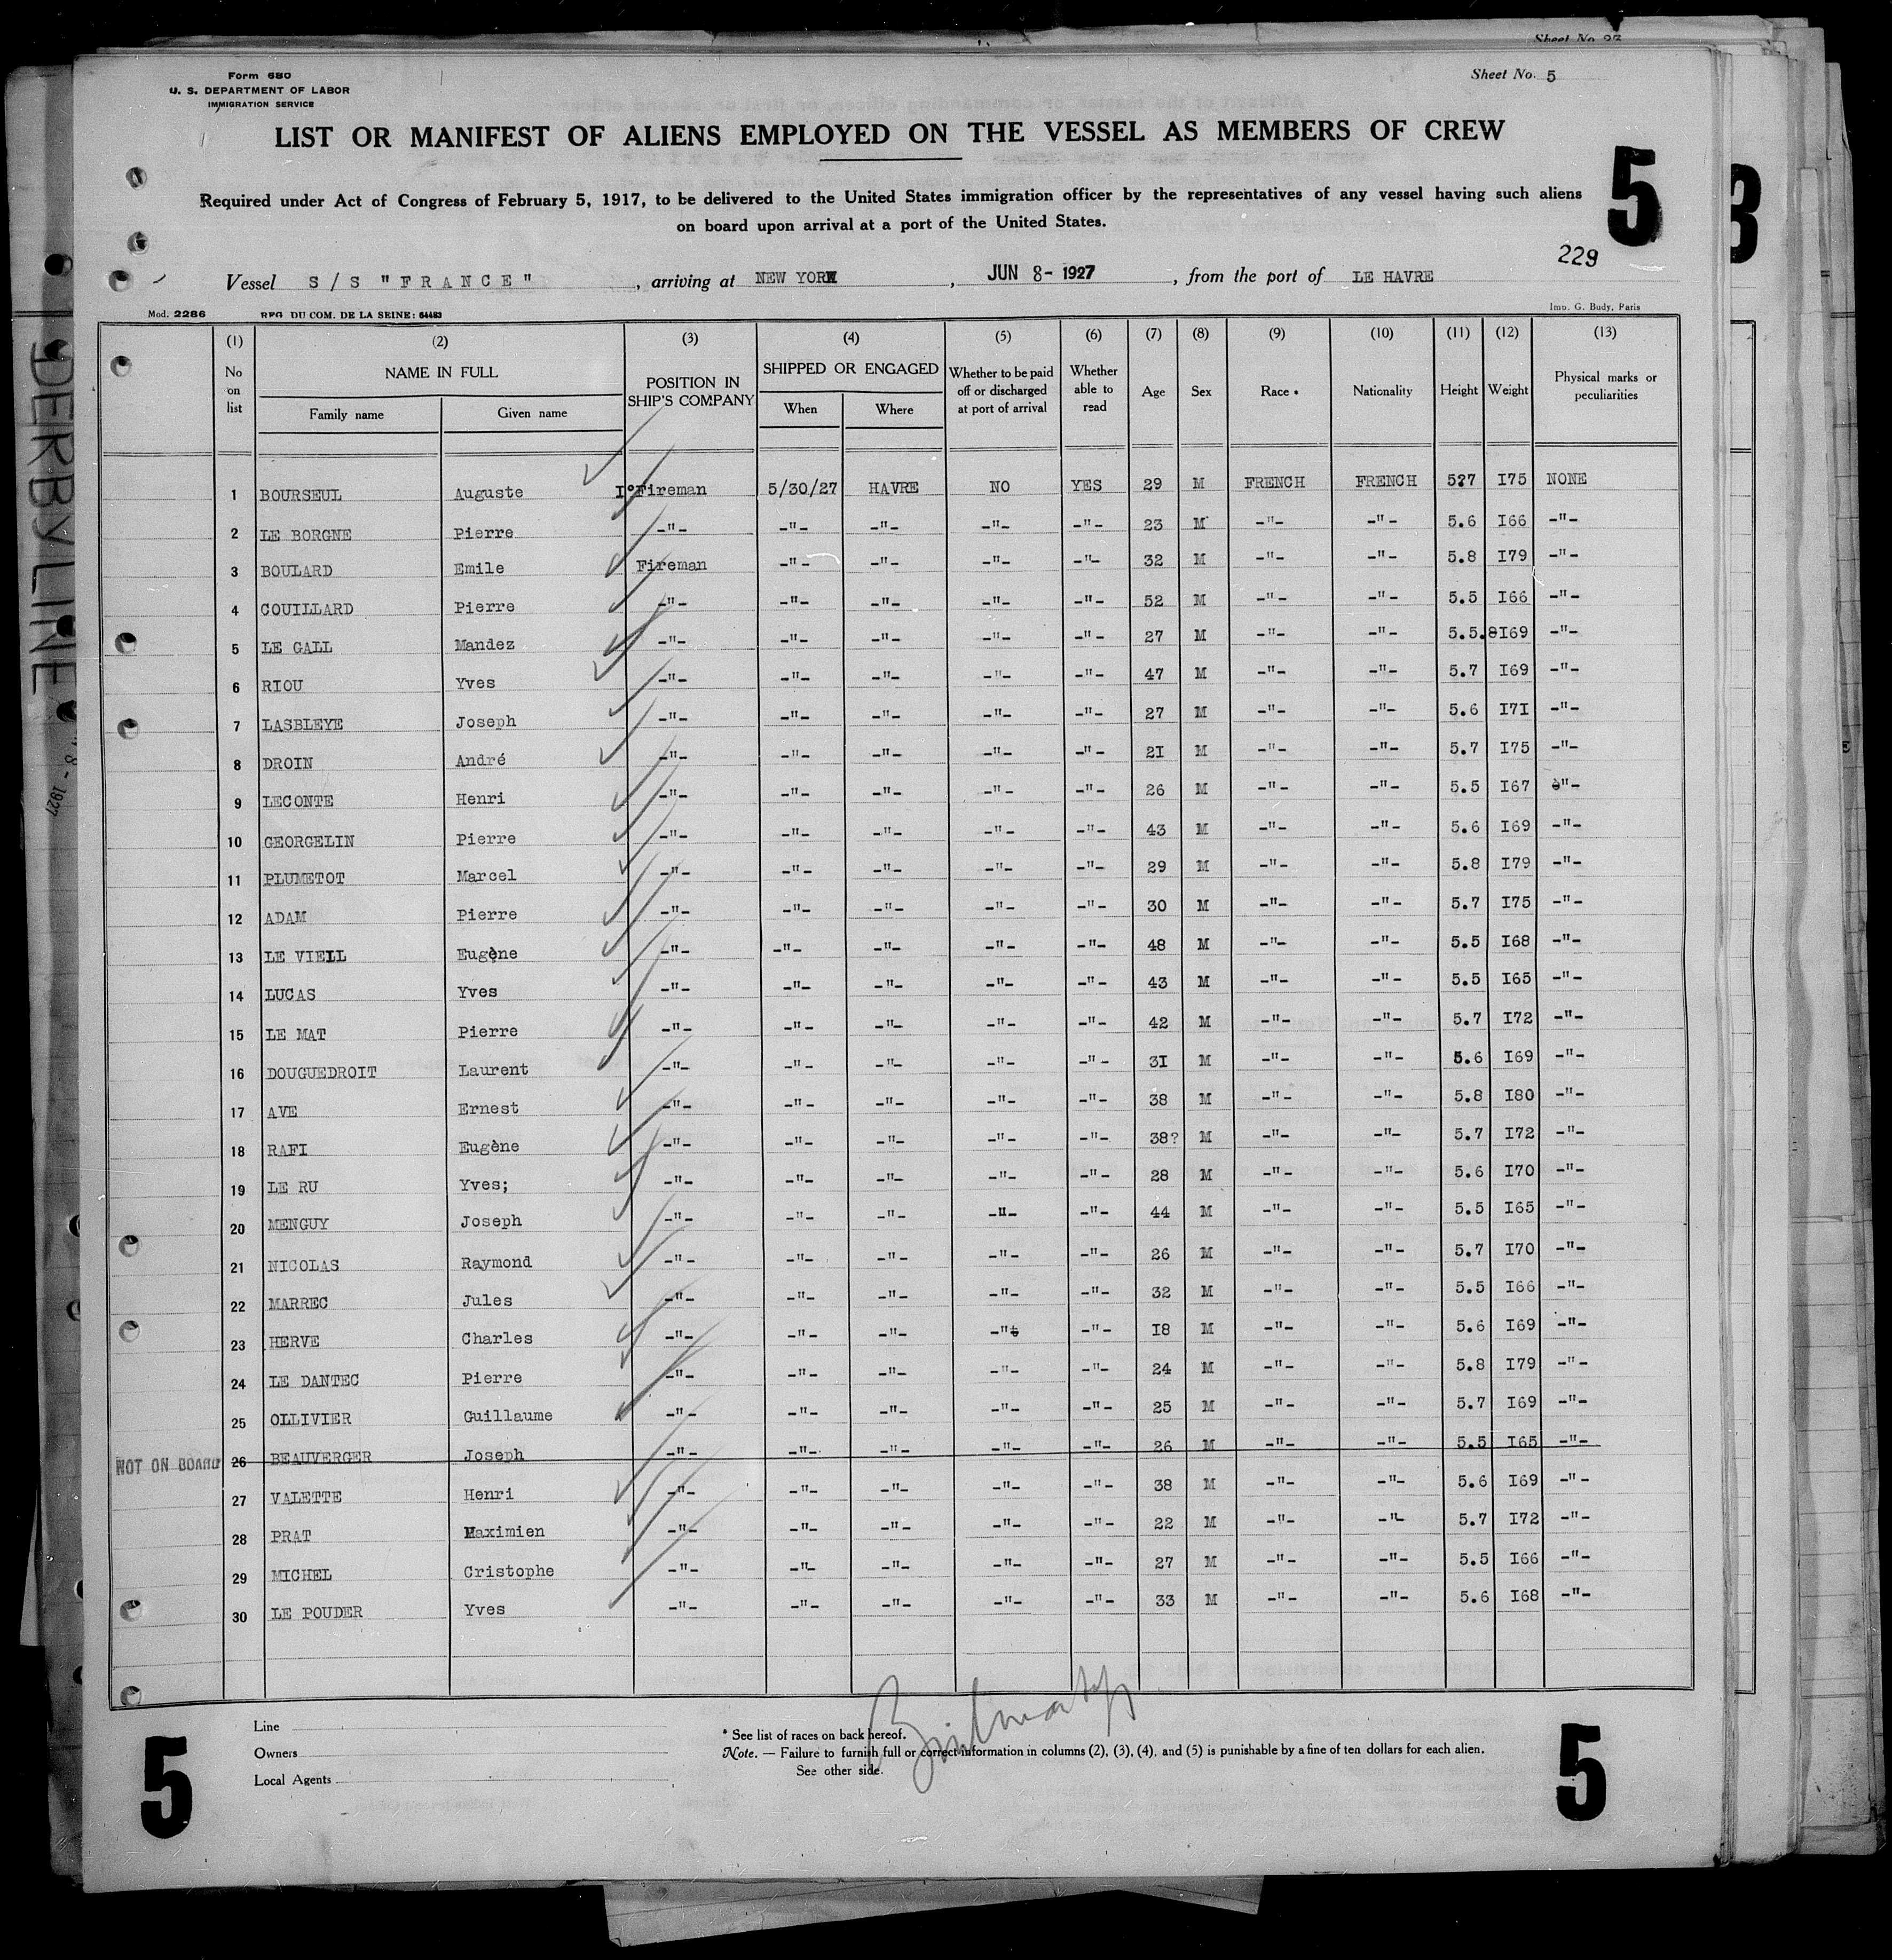 Sheet No. 5
Form 680
U. S. DEPARTMENT OF LABOR
IMMIGRATION SERVICE
LIST OR MANIFEST OF ALIENS EMPLOYED ON THE VESSEL AS MEMBERS OF CREW
5
Required under Act of Congress of February 5, 1917, to be delivered to the United States immigration officer by the representatives of any vessel having such aliens
on board upon arrival at a port of the United States.
229
Vessel S/S "FRANCE", arriving at NEW YORK, JUN 8- 1927, from the port of LE HAVRE
Mod. 2286 REG. DU COM. DE LA SEINE: 64483 Imp. G. Budy, Paris
(1) (2) (3) (4) (5) (6) (7) (8) (9) (10) (11) (12) (13)
No on list NAME IN FULL Family name Given name POSITION IN SHIP'S COMPANY SHIPPED OR ENGAGED When Where Whether to be paid off or discharged at port of arrival Whether able to read Age Sex Race * Nationality Height Weight Physical marks or peculiarities
1 BOURSEUL Auguste I°Fireman 5/30/27 HAVRE NO YES 29 M FRENCH FRENCH 5?7 I75 NONE
2 LE BORGNE Pierre -"- -"- -"- -"- -"- 23 M -"- -"- 5.6 I66 -"-
3 BOULARD Emile Fireman -"- -"- -"- -"- 32 M -"- -"- 5.8 I79 -"-
4 COUILLARD Pierre -"- -"- -"- -"- -"- 52 M -"- -"- 5.5 I66 -"-
5 LE GALL Mandez -"- -"- -"- -"- -"- 27 M -"- -"- 5.5.8I69 -"-
6 RIOU Yves -"- -"- -"- -"- -"- 47 M -"- -"- 5.7 I69 -"-
7 LASBLEYE Joseph -"- -"- -"- -"- -"- 27 M -"- -"- 5.6 I7I -"-
8 DROIN André -"- -"- -"- -"- -"- 2I M -"- -"- 5.7 I75 -"-
9 LECONTE Henri -"- -"- -"- -"- -"- 26 M -"- -"- 5.5 I67 "-
10 GEORGELIN Pierre -"- -"- -"- -"- -"- 43 M -"- -"- 5.6 I69 -"-
11 PLUMETOT Marcel -"- -"- -"- -"- -"- 29 M -"- -"- 5.8 I79 -"-
12 ADAM Pierre -"- -"- -"- -"- -"- 30 M -"- -"- 5.7 I75 -"-
13 LE VIELL Eugène -"- -"- -"- -"- -"- 48 M -"- -"- 5.5 I68 -"-
14 LUCAS Yves -"- -"- -"- -"- -"- 43 M -"- -"- 5.5 I65 -"-
15 LE MAT Pierre -"- -"- -"- -"- -"- 42 M -"- -"- 5.7 I72 -"-
16 DOUGUEDROIT Laurent -"- -"- -"- -"- -"- 3I M -"- -"- 5.6 I69 -"-
17 AVE Ernest -"- -"- -"- -"- -"- 38 M -"- -"- 5.8 I80 -"-
18 RAFI Eugène -"- -"- -"- -"- -"- 38? M -"- -"- 5.7 I72 -"-
19 LE RU Yves; -"- -"- -"- -"- -"- 28 M -"- -"- 5.6 I70 -"-
20 MENGUY Joseph -"- -"- -"- -"- -"- 44 M -"- -"- 5.5 I65 -"-
21 NICOLAS Raymond -"- -"- -"- -"- -"- 26 M -"- -"- 5.7 I70 -"-
22 MARREC Jules -"- -"- -"- -"- -"- 32 M -"- -"- 5.5 I66 -"-
23 HERVE Charles -"- -"- -"- -" -"- I8 M -"- -"- 5.6 I69 -"-
24 LE DANTEC Pierre -"- -"- -"- -"- -"- 24 M -"- -"- 5.8 I79 -"-
25 OLLIVIER Guillaume -"- -"- -"- -"- -"- 25 M -"- -"- 5.7 I69 -"-
NOT ON BOARD 26 BEAUVERGER Joseph -"- -"- -"- -"- -"- 26 M -"- -"- 5.5 I65 -"-
27 VALETTE Henri -"- -"- -"- -"- -"- 38 M -"- -"- 5.6 I69 -"-
28 PRAT Maximien -"- -"- -"- -"- -"- 22 M -"- -"- 5.7 I72 -"-
29 MICHEL Cristophe -"- -"- -"- -"- -"- 27 M -"- -"- 5.5 I66 -"-
30 LE POUDER Yves -"- -"- -"- -"- -"- 33 M -"- -"- 5.6 I68 -"-
Line
Owners
Local Agents
* See list of races on back hereof.
Note. — Failure to furnish full or correct information in columns (2), (3), (4), and (5) is punishable by a fine of ten dollars for each alien.
See other side.
5
5
DERBYLINE
8 - 1927
3